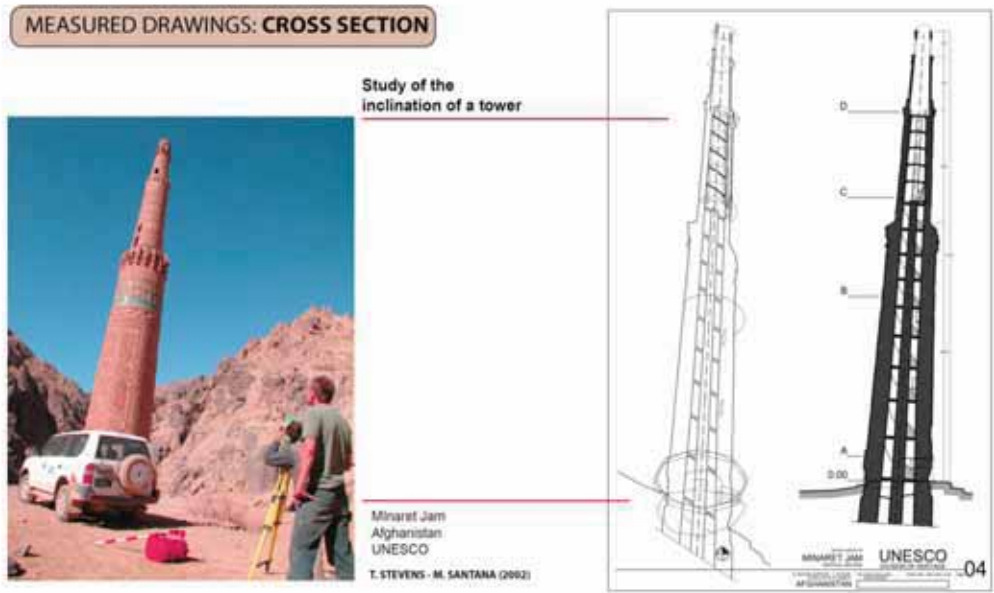 MEASURED DRAWINGS: CROSS SECTION
Study of the
inclination of a tower
Minaret Jam
Afghanistan
UNESCO
T. STEVENS - M. SANTANA (2002)
D
C
B
A
0.00
MINARET JAM
UNESCO
AFGHANISTAN
04